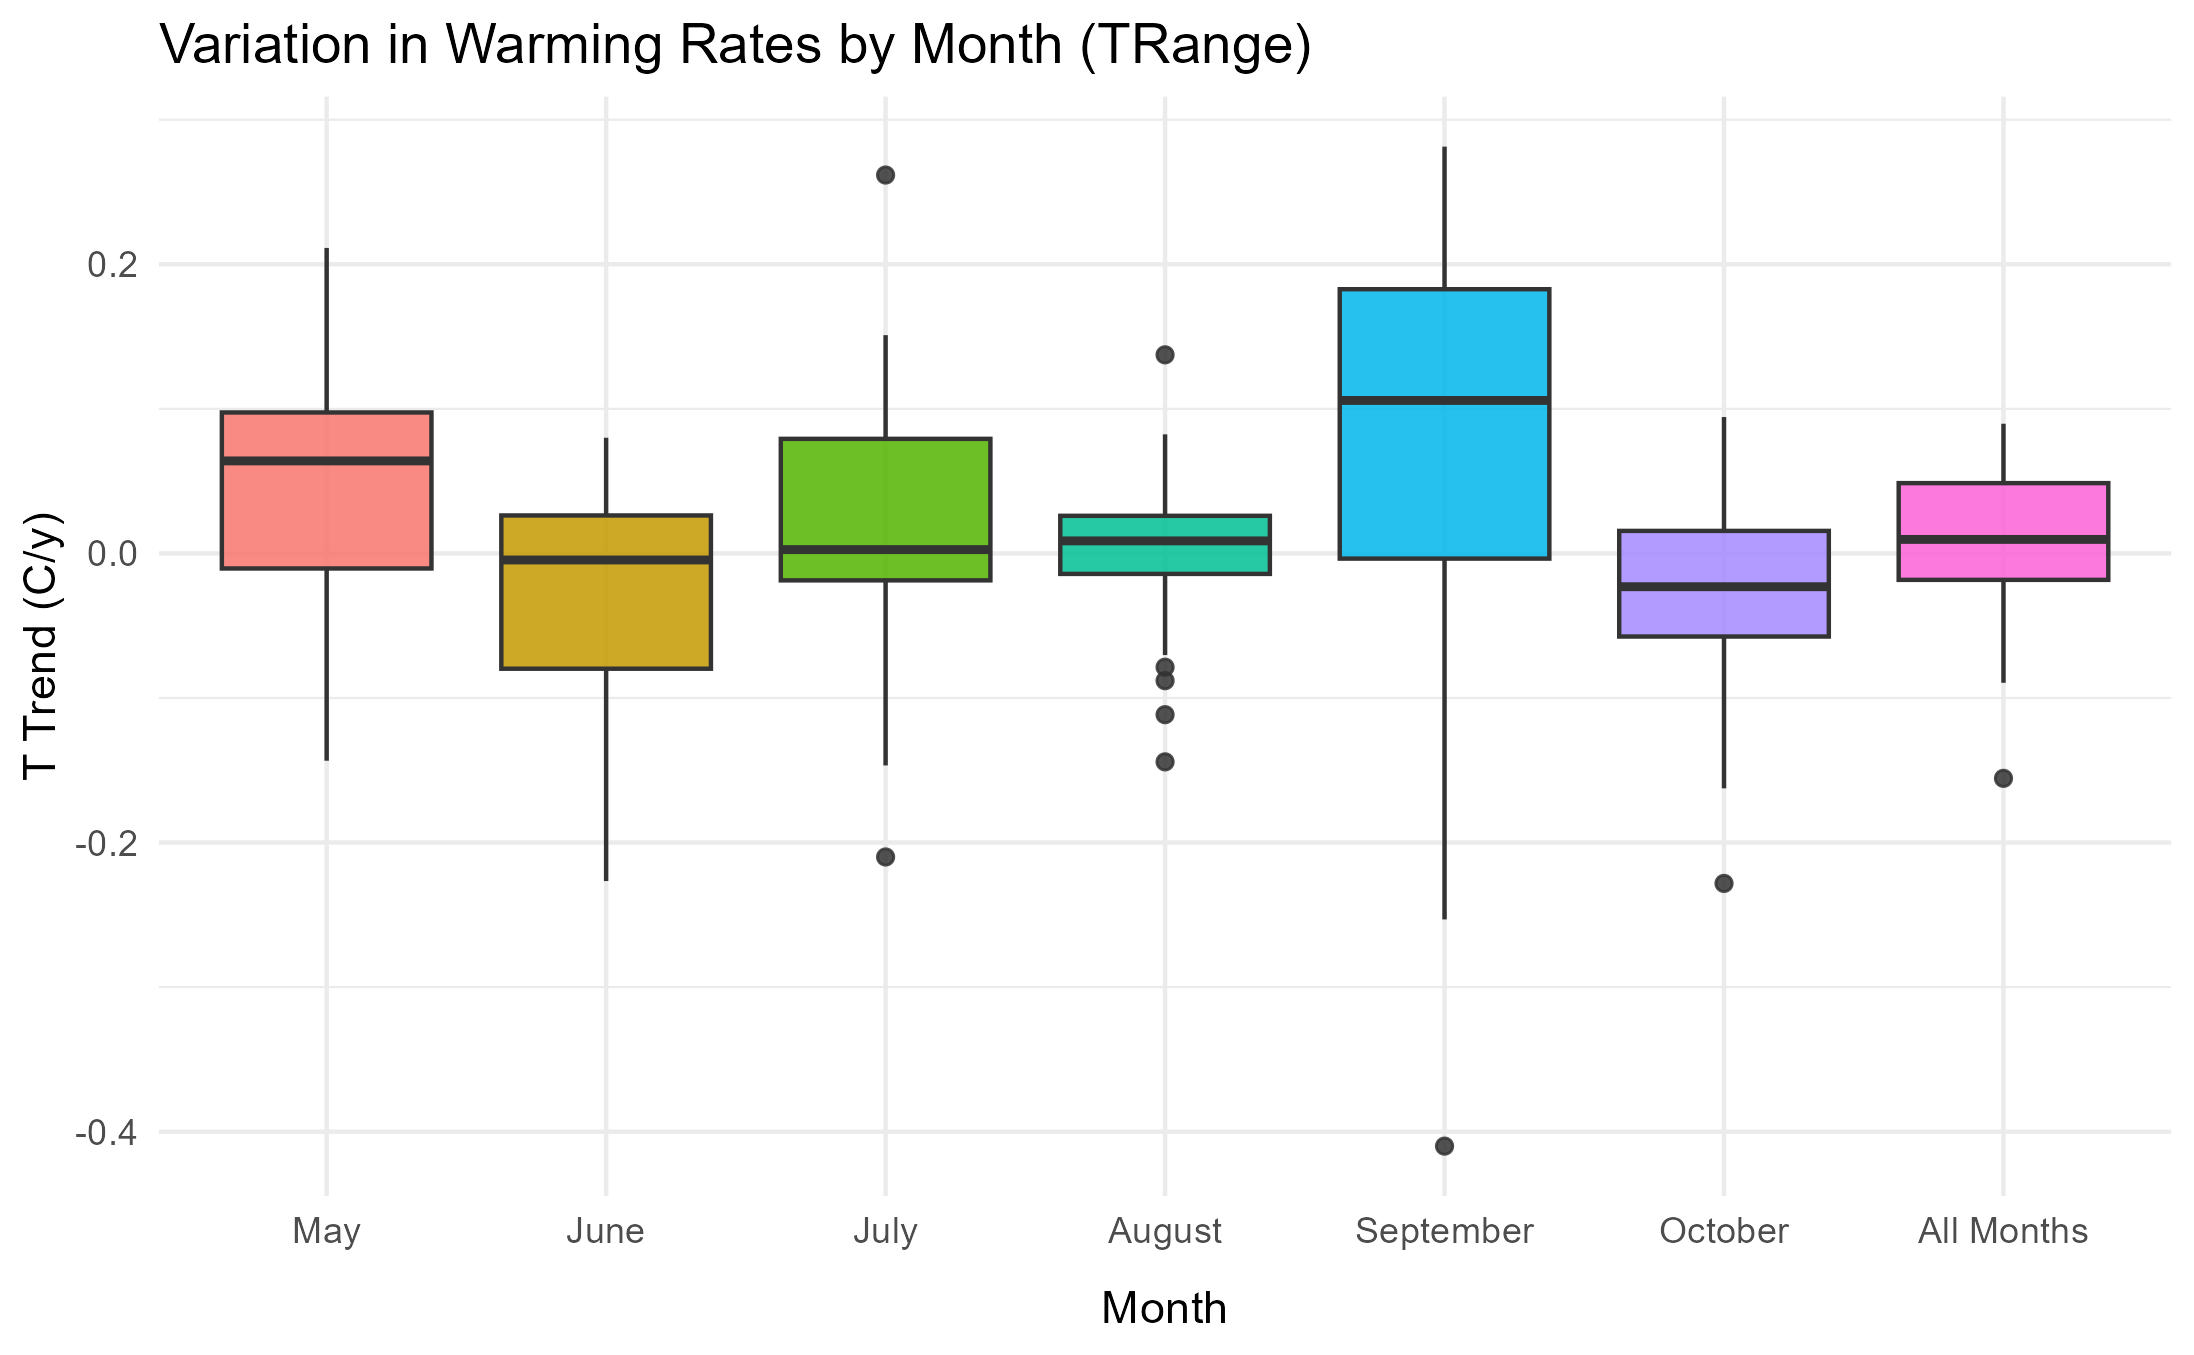 Variation in Warming Rates by Month (TRange)
T Trend (C/y)
0.2
0.0
-0.2
-0.4
May June July August September October All Months
Month